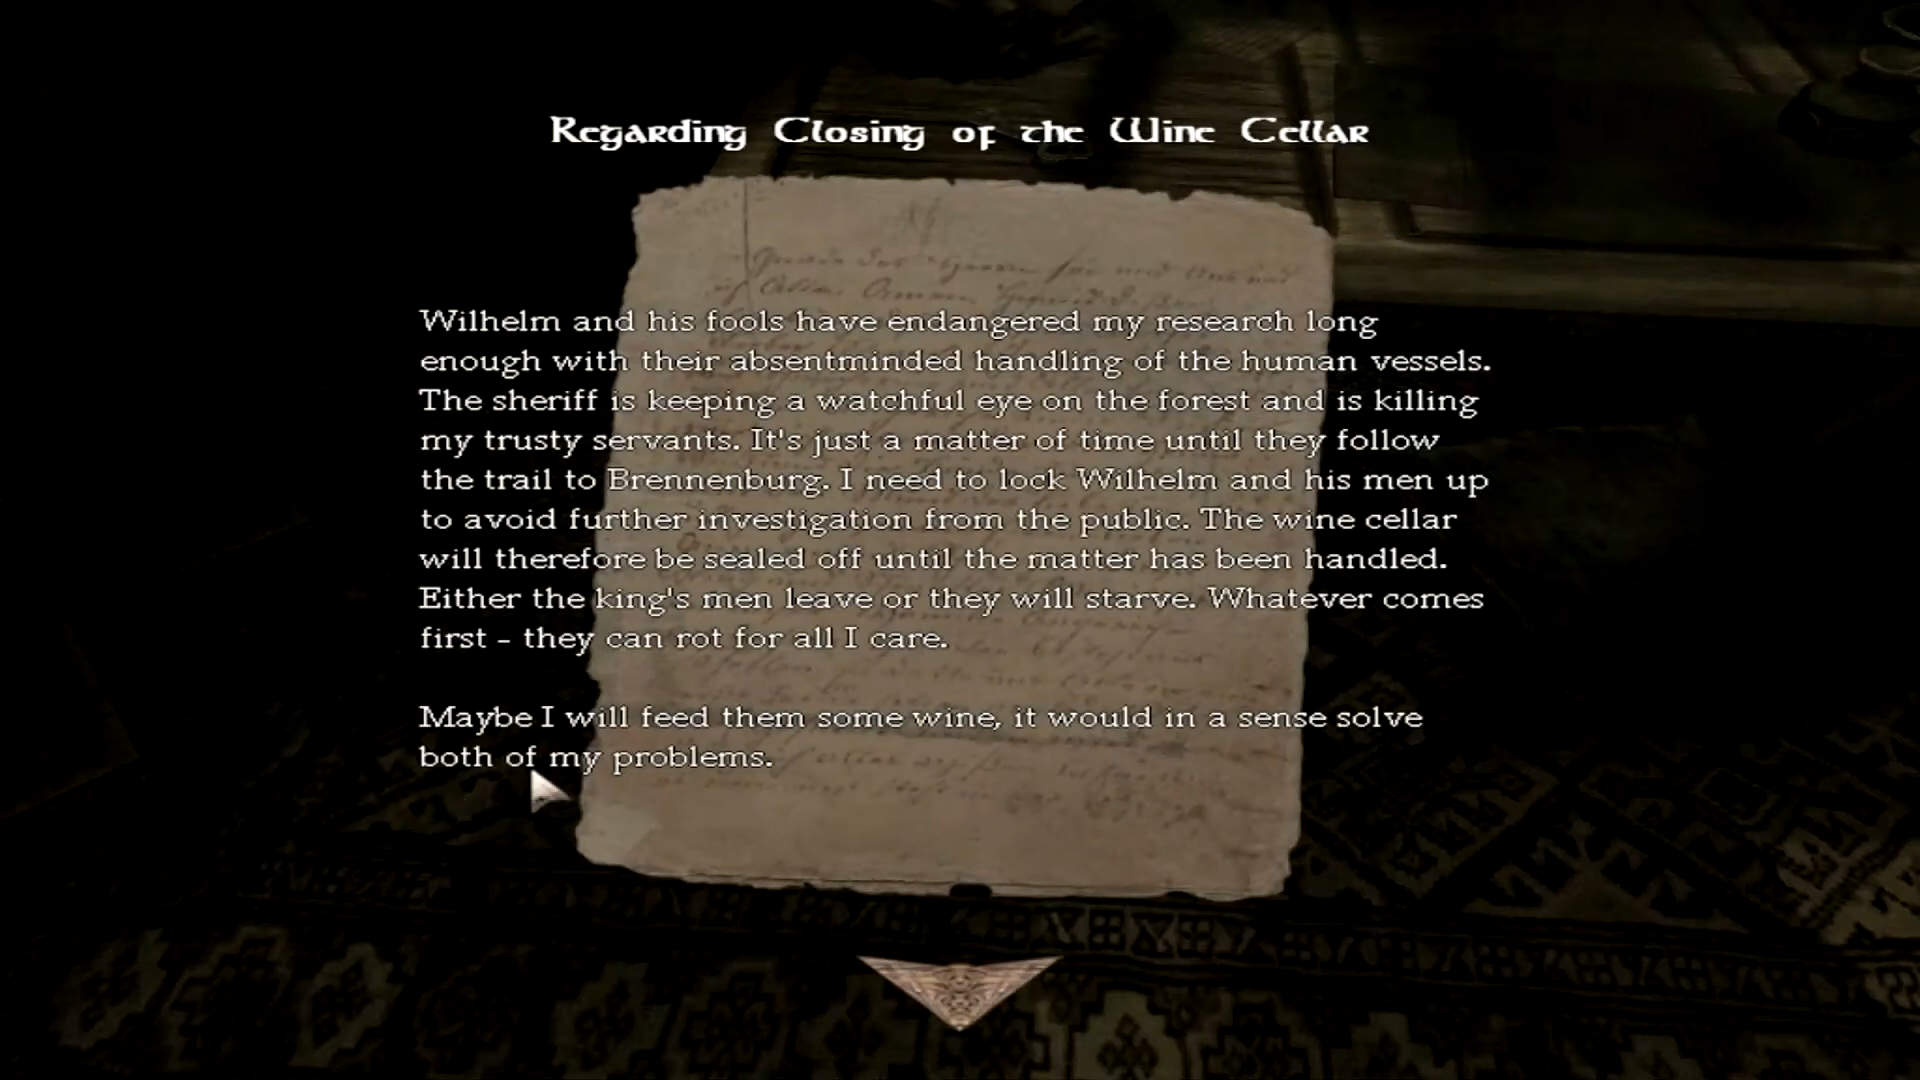 Regarding Closing of the Wine Cellar
Wilhelm and his fools have endangered my research long
enough with their absentminded handling of the human vessels.
The sheriff is keeping a watchful eye on the forest and is killing
my trusty servants. It's just a matter of time until they follow
the trail to Brennenburg. I need to lock Wilhelm and his men up
to avoid further investigation from the public. The wine cellar
will therefore be sealed off until the matter has been handled.
Either the king's men leave or they will starve. Whatever comes
first - they can rot for all I care.
Maybe I will feed them some wine, it would in a sense solve
both of my problems.